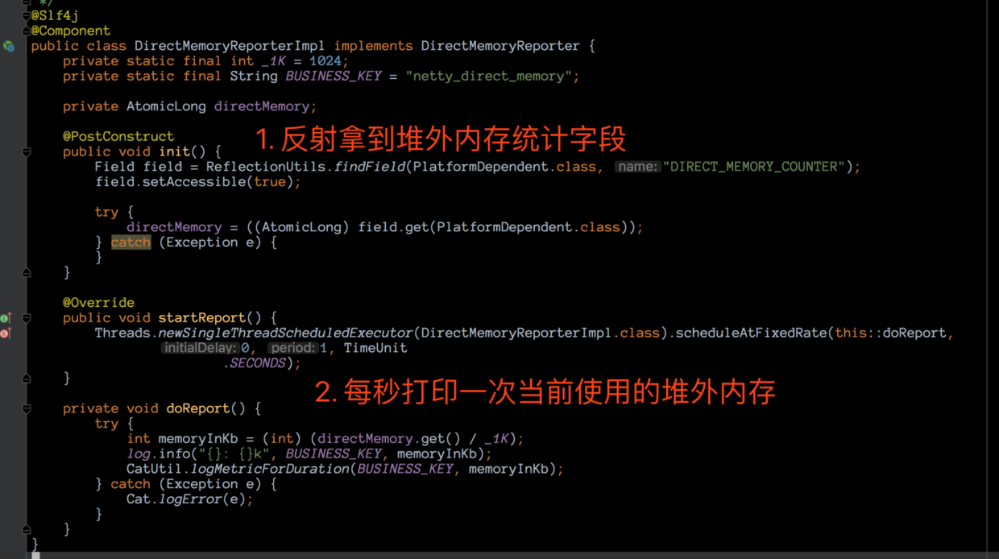 */
@Slf4j
@Component
public class DirectMemoryReporterImpl implements DirectMemoryReporter {
    private static final int _1K = 1024;
    private static final String BUSINESS_KEY = "netty_direct_memory";
    private AtomicLong directMemory;
    @PostConstruct
1. 反射拿到堆外内存统计字段
    public void init() {
        Field field = ReflectionUtils.findField(PlatformDependent.class, name: "DIRECT_MEMORY_COUNTER");
        field.setAccessible(true);
        try {
            directMemory = ((AtomicLong) field.get(PlatformDependent.class));
        } catch (Exception e) {
        }
    }
    @Override
    public void startReport() {
        Threads.newSingleThreadScheduledExecutor(DirectMemoryReporterImpl.class).scheduleAtFixedRate(this::doReport,
                initialDelay: 0, period: 1, TimeUnit
                        .SECONDS);
    }
2. 每秒打印一次当前使用的堆外内存
    private void doReport() {
        try {
            int memoryInKb = (int) (directMemory.get() / _1K);
            log.info("{}: {}k", BUSINESS_KEY, memoryInKb);
            CatUtil.logMetricForDuration(BUSINESS_KEY, memoryInKb);
        } catch (Exception e) {
            Cat.logError(e);
        }
    }
}